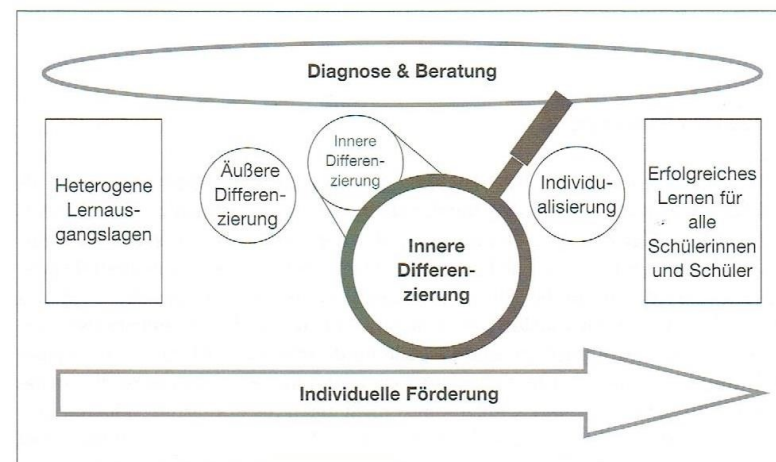 Diagnose & Beratung
Heterogene
Lernaus-
gangslagen
Äußere
Differen-
zierung
Innere
Differen-
zierung
Innere
Differen-
zierung
Individu-
alisierung
Erfolgreiches
Lernen für
alle
Schülerinnen
und Schüler
Individuelle Förderung